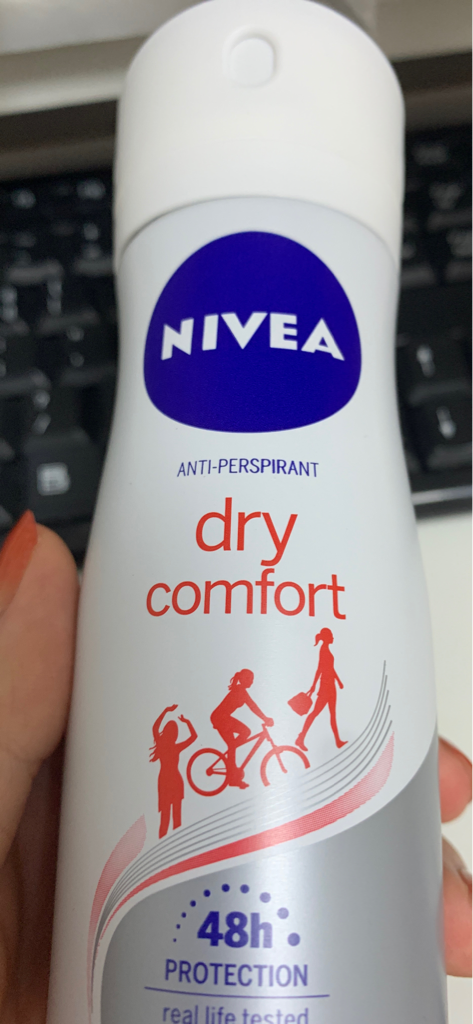 NIVEA
ANTI-PERSPIRANT
dry
comfort
48h
PROTECTION
real life tested